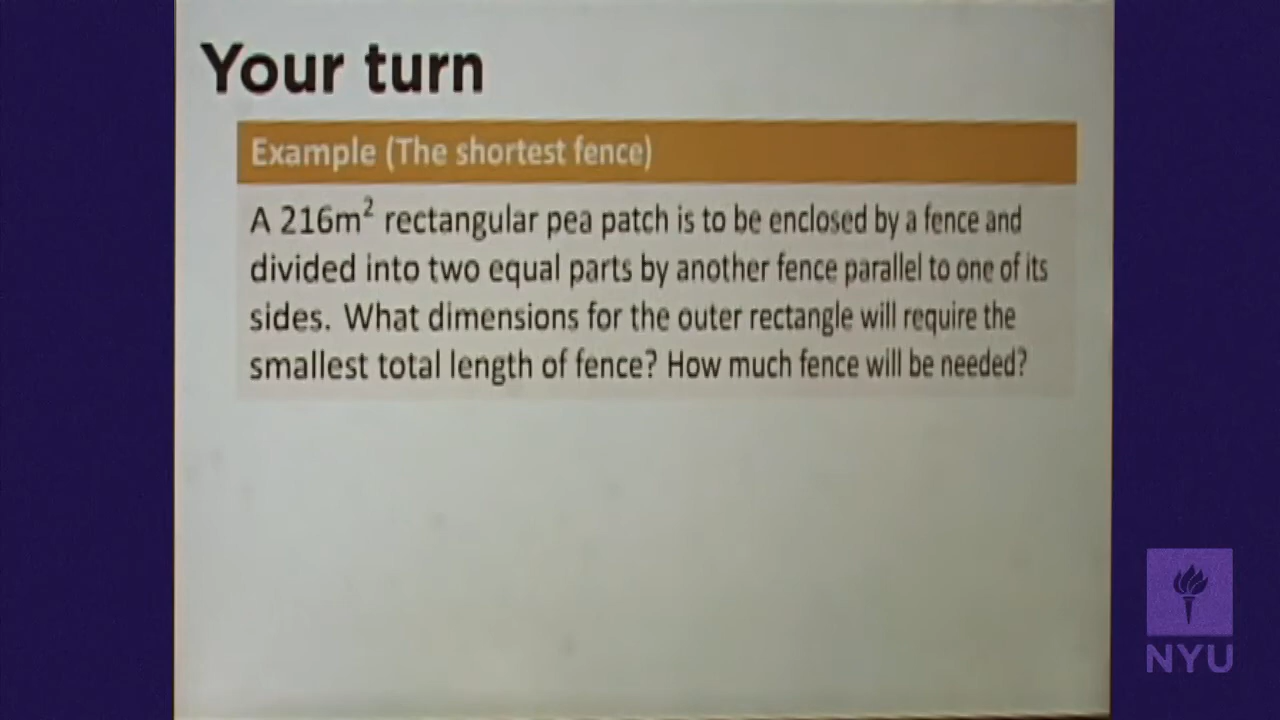 Your turn
Example (The shortest fence)
A 216m² rectangular pea patch is to be enclosed by a fence and
divided into two equal parts by another fence parallel to one of its
sides. What dimensions for the outer rectangle will require the
smallest total length of fence? How much fence will be needed?
NYU